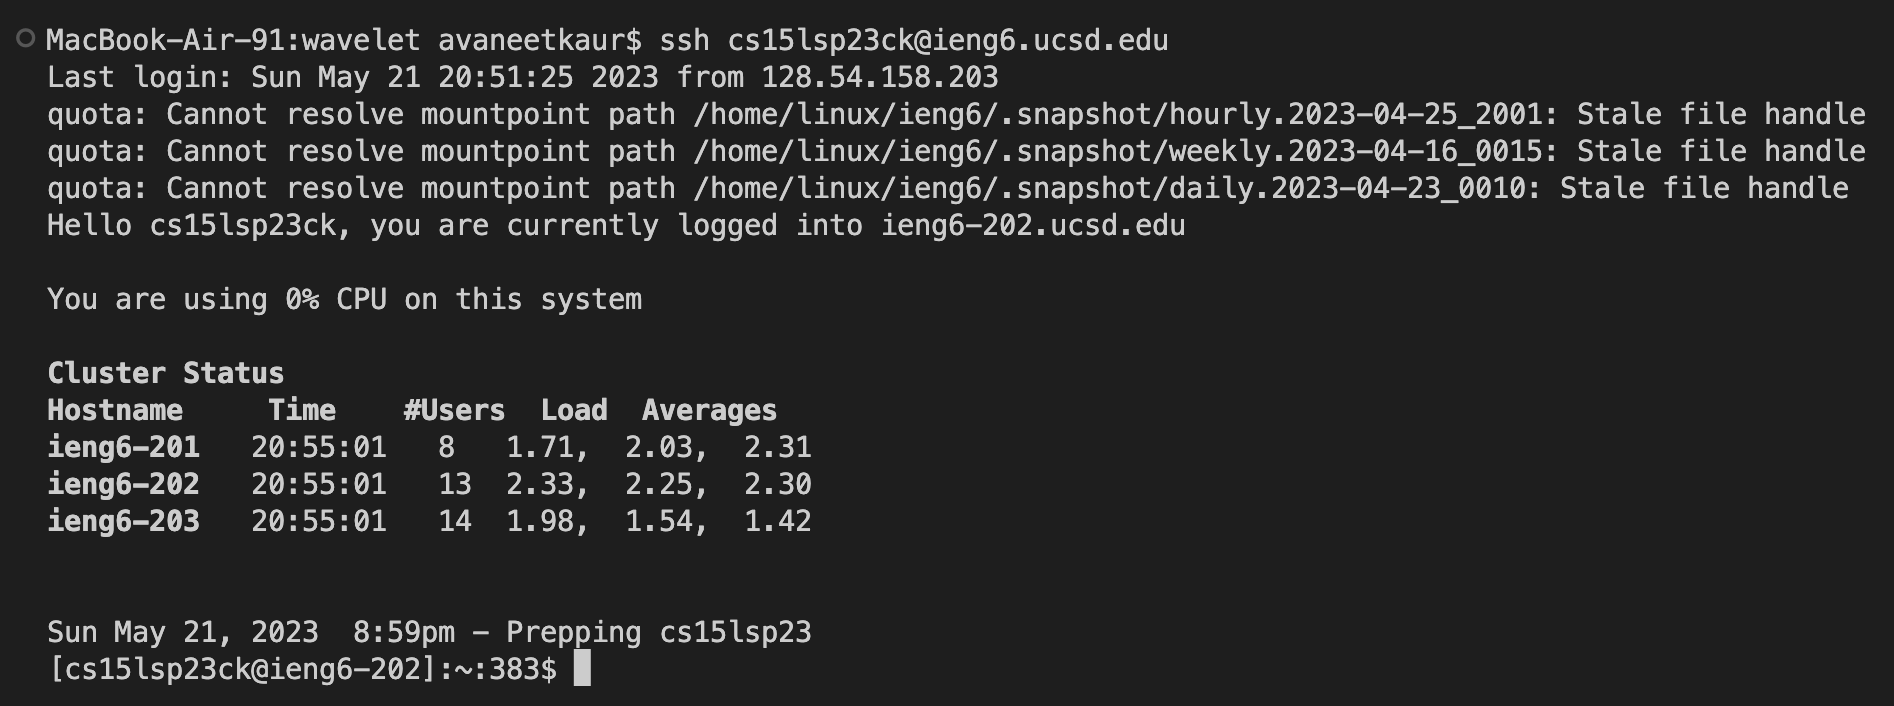 MacBook-Air-91:wavelet avaneetkaur$ ssh cs15lsp23ck@ieng6.ucsd.edu
Last login: Sun May 21 20:51:25 2023 from 128.54.158.203
quota: Cannot resolve mountpoint path /home/linux/ieng6/.snapshot/hourly.2023-04-25_2001: Stale file handle
quota: Cannot resolve mountpoint path /home/linux/ieng6/.snapshot/weekly.2023-04-16_0015: Stale file handle
quota: Cannot resolve mountpoint path /home/linux/ieng6/.snapshot/daily.2023-04-23_0010: Stale file handle
Hello cs15lsp23ck, you are currently logged into ieng6-202.ucsd.edu
You are using 0% CPU on this system
Cluster Status
Hostname     Time    #Users  Load  Averages
ieng6-201   20:55:01   8   1.71,  2.03,  2.31
ieng6-202   20:55:01   13  2.33,  2.25,  2.30
ieng6-203   20:55:01   14  1.98,  1.54,  1.42
Sun May 21, 2023  8:59pm - Prepping cs15lsp23
[cs15lsp23ck@ieng6-202]:~:383$